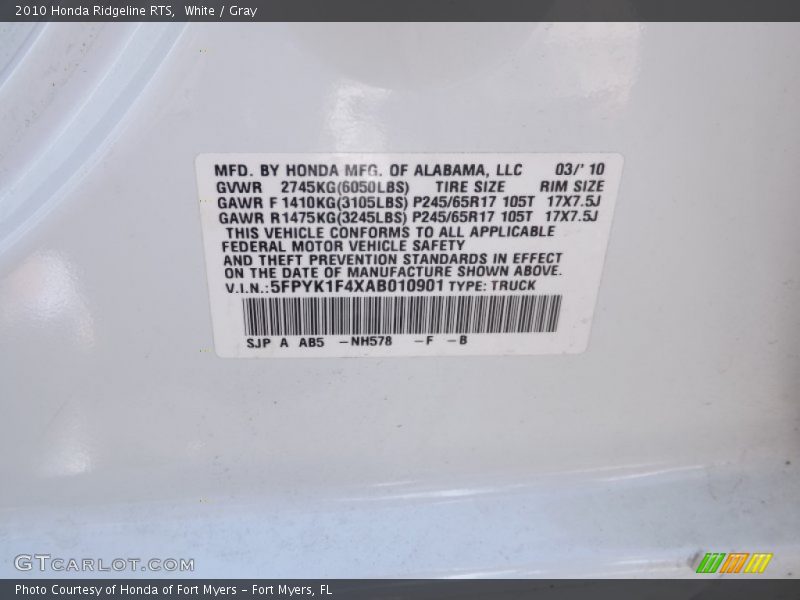 2010 Honda Ridgeline RTS,  White / Gray
MFD. BY HONDA MFG. OF ALABAMA, LLC 03/'10
GVWR 2745KG(6050LBS) TIRE SIZE RIM SIZE
GAWR F 1410KG(3105LBS) P245/65R17 105T 17X7.5J
GAWR R1475KG(3245LBS) P245/65R17 105T 17X7.5J
THIS VEHICLE CONFORMS TO ALL APPLICABLE
FEDERAL MOTOR VEHICLE SAFETY
AND THEFT PREVENTION STANDARDS IN EFFECT
ON THE DATE OF MANUFACTURE SHOWN ABOVE.
V.I.N.:5FPYK1F4XAB010901 TYPE: TRUCK
SJP A AB5 -NH578 -F -B
GTCARLOT.COM
Photo Courtesy of Honda of Fort Myers – Fort Myers, FL